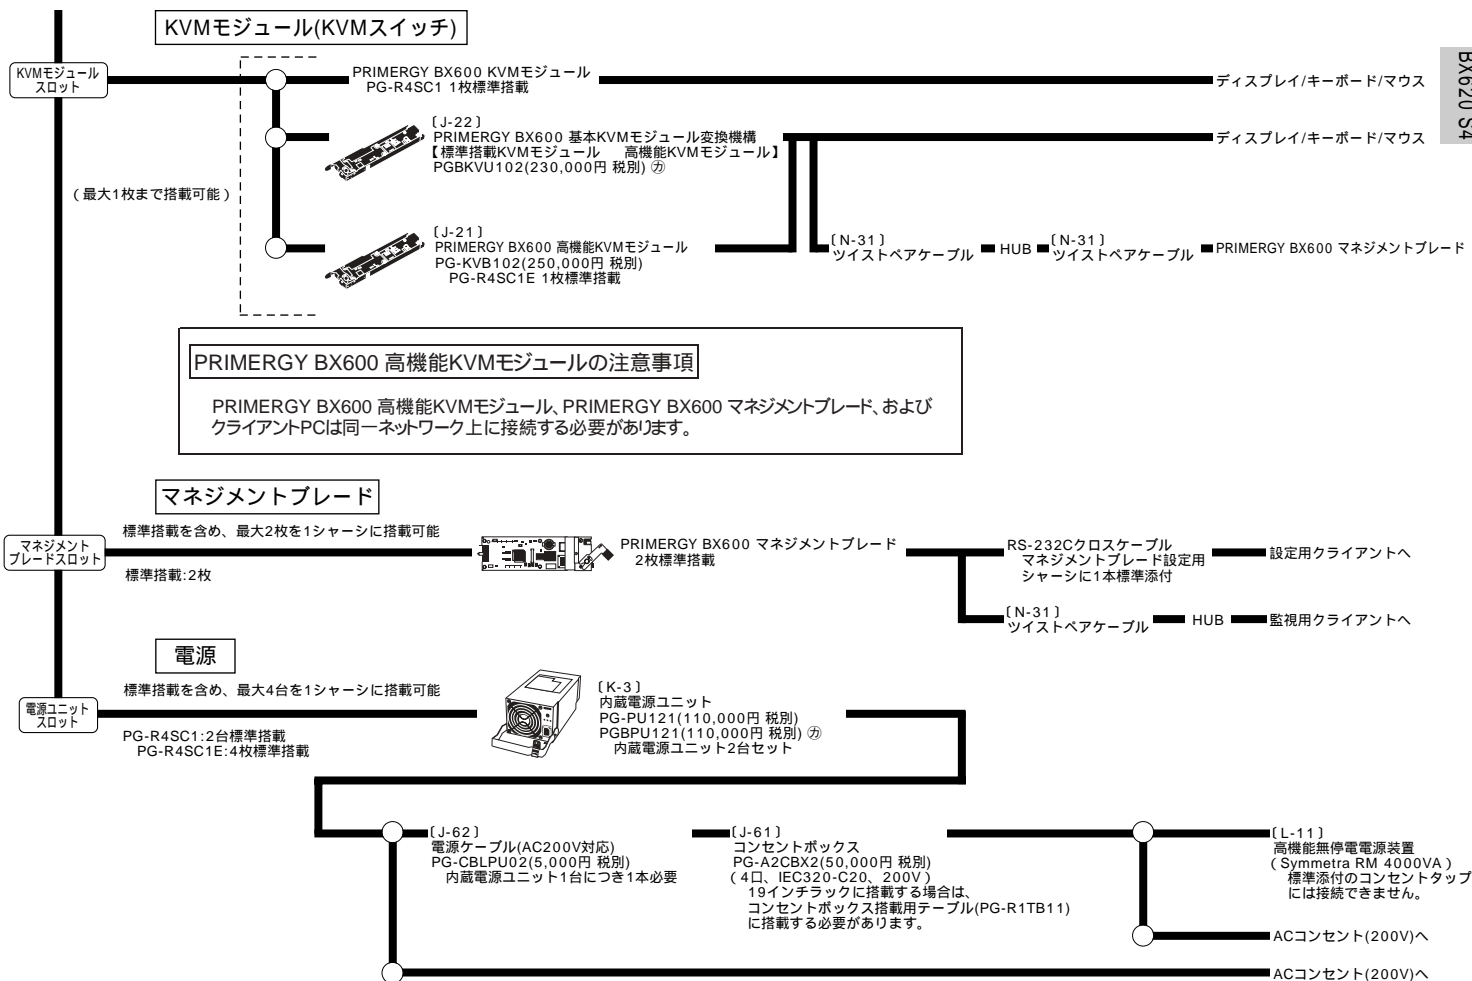 KVMモジュール(KVMスイッチ)
KVMモジュール
スロット
PRIMERGY BX600 KVMモジュール
PG-R4SC1 1枚標準搭載
ディスプレイ/キーボード/マウス
BX620 S4
〔J-22〕
PRIMERGY BX600 基本KVMモジュール変換機構
【標準搭載KVMモジュール 高機能KVMモジュール】
PGBKVU102(230,000円 税別) ㋕
ディスプレイ/キーボード/マウス
(最大1枚まで搭載可能)
〔J-21〕
PRIMERGY BX600 高機能KVMモジュール
PG-KVB102(250,000円 税別)
PG-R4SC1E 1枚標準搭載
〔N-31〕
ツイストペアケーブル
HUB
〔N-31〕
ツイストペアケーブル
PRIMERGY BX600 マネジメントブレード
PRIMERGY BX600 高機能KVMモジュールの注意事項
PRIMERGY BX600 高機能KVMモジュール、PRIMERGY BX600 マネジメントブレード、および
クライアントPCは同一ネットワーク上に接続する必要があります。
マネジメントブレード
標準搭載を含め、最大2枚を1シャーシに搭載可能
マネジメント
ブレードスロット
標準搭載:2枚
PRIMERGY BX600 マネジメントブレード
2枚標準搭載
RS-232Cクロスケーブル
マネジメントブレード設定用
シャーシに1本標準添付
設定用クライアントへ
〔N-31〕
ツイストペアケーブル
HUB
監視用クライアントへ
電源
標準搭載を含め、最大4台を1シャーシに搭載可能
電源ユニット
スロット
PG-R4SC1:2台標準搭載
PG-R4SC1E:4枚標準搭載
〔K-3〕
内蔵電源ユニット
PG-PU121(110,000円 税別)
PGBPU121(110,000円 税別) ㋕
内蔵電源ユニット2台セット
〔J-62〕
電源ケーブル(AC200V対応)
PG-CBLPU02(5,000円 税別)
内蔵電源ユニット1台につき1本必要
〔J-61〕
コンセントボックス
PG-A2CBX2(50,000円 税別)
(4口、IEC320-C20、200V)
19インチラックに搭載する場合は、
コンセントボックス搭載用テーブル(PG-R1TB11)
に搭載する必要があります。
〔L-11〕
高機能無停電電源装置
(Symmetra RM 4000VA)
標準添付のコンセントタップ
には接続できません。
ACコンセント(200V)へ
ACコンセント(200V)へ